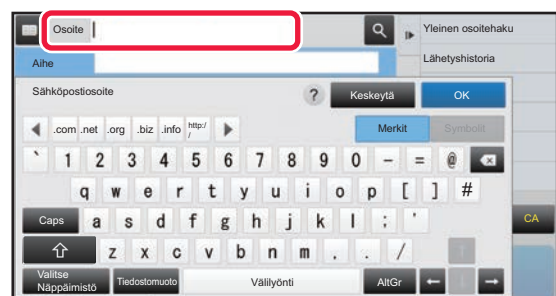 Osoite
Yleinen osoitehaku
Aihe
Lähetyshistoria
Sähköpostiosoite ? Keskeytä OK
.com .net .org .biz .info http:// Merkit Symbolit
` 1 2 3 4 5 6 7 8 9 0 - = @
q w e r t y u i o p [ ] #
Caps a s d f g h j k l ; '
CA
z x c v b n m . . /
Valitse Näppäimistö Tiedostomuoto Välilyönti AltGr